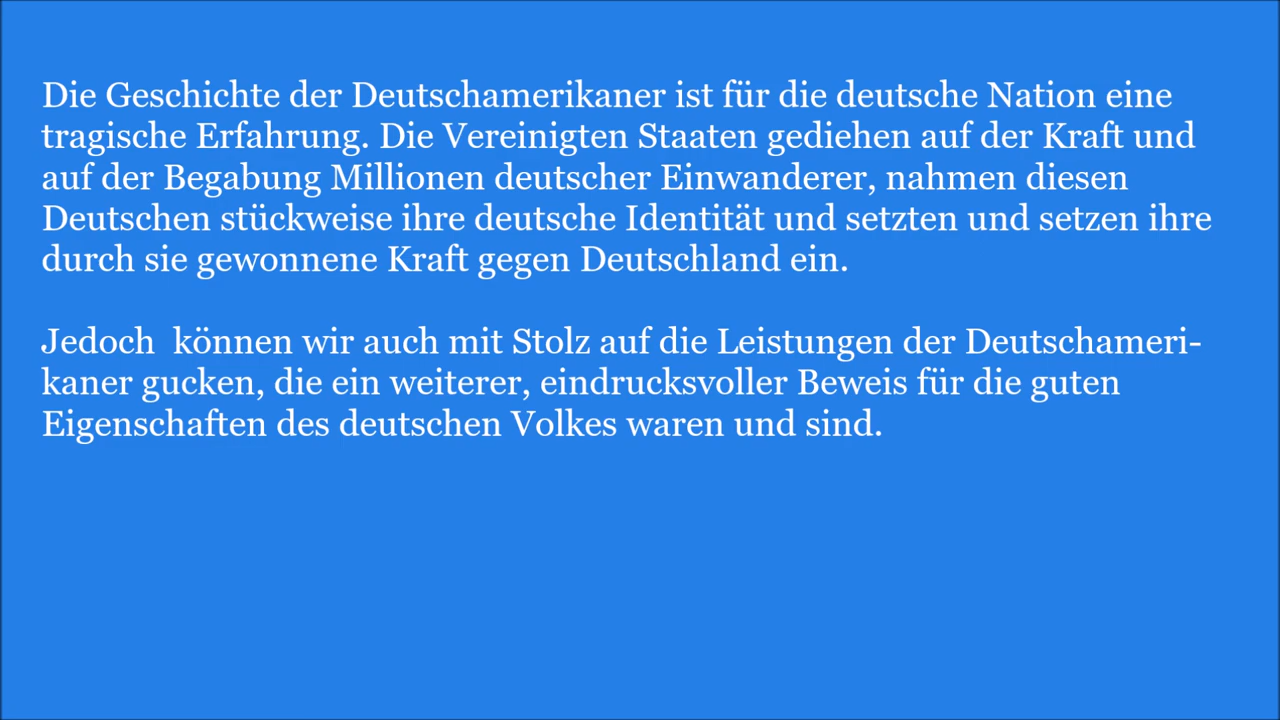 Die Geschichte der Deutschamerikaner ist für die deutsche Nation eine
tragische Erfahrung. Die Vereinigten Staaten gediehen auf der Kraft und
auf der Begabung Millionen deutscher Einwanderer, nahmen diesen
Deutschen stückweise ihre deutsche Identität und setzten und setzen ihre
durch sie gewonnene Kraft gegen Deutschland ein.
Jedoch  können wir auch mit Stolz auf die Leistungen der Deutschameri-
kaner gucken, die ein weiterer, eindrucksvoller Beweis für die guten
Eigenschaften des deutschen Volkes waren und sind.